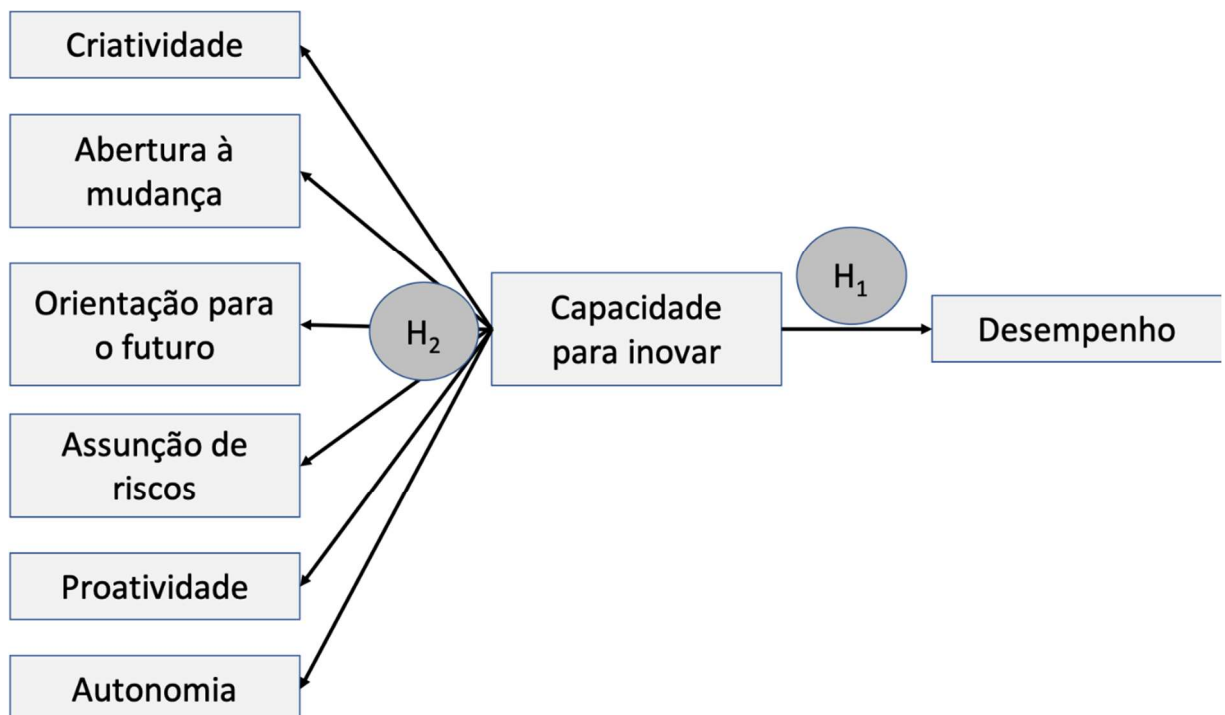 Criatividade
Abertura à
mudança
Orientação para
o futuro
Assunção de
riscos
Proatividade
Autonomia
H₂
Capacidade
para inovar
H₁
Desempenho